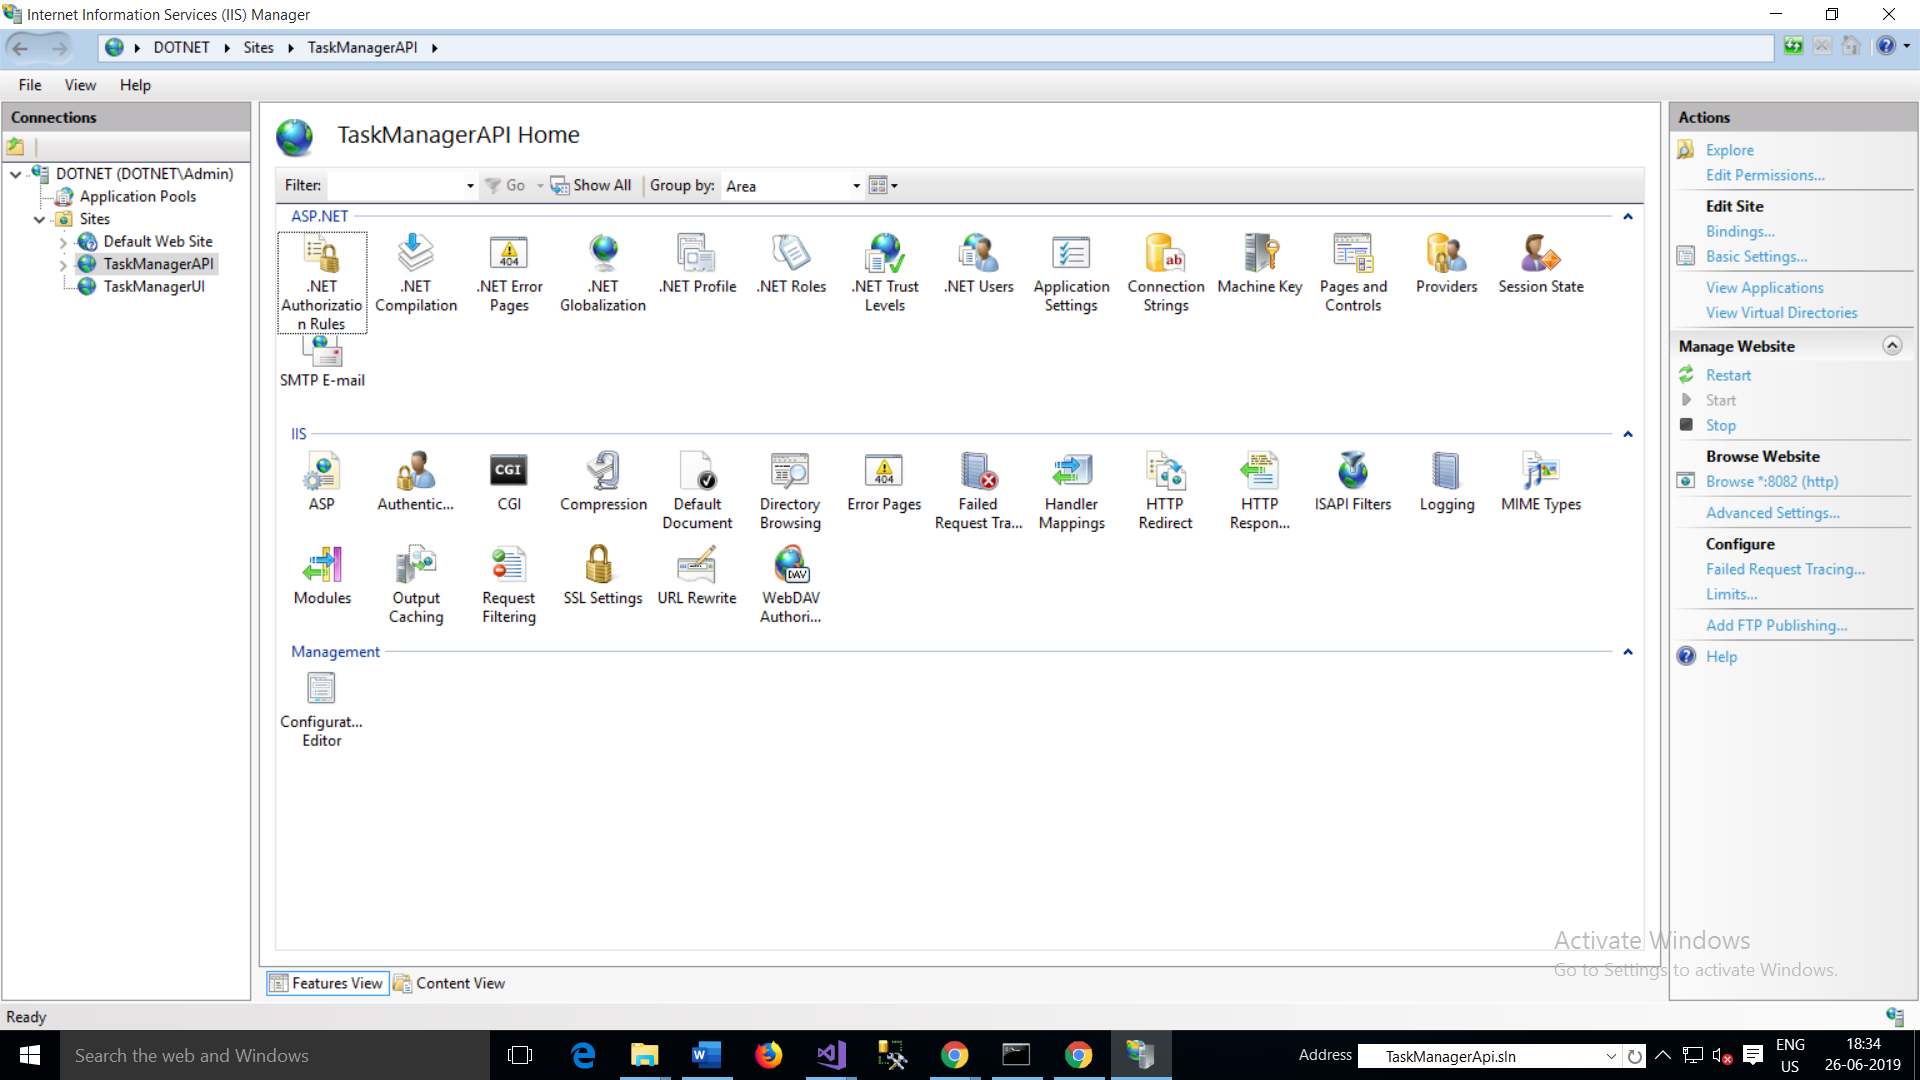 Internet Information Services (IIS) Manager
DOTNET Sites TaskManagerAPI
File View Help
Connections
DOTNET (DOTNET\Admin)
Application Pools
Sites
Default Web Site
TaskManagerAPI
TaskManagerUI
TaskManagerAPI Home
Filter: Go Show All Group by: Area
ASP.NET
.NET Authorizatio n Rules
.NET Compilation
.NET Error Pages
.NET Globalization
.NET Profile
.NET Roles
.NET Trust Levels
.NET Users
Application Settings
Connection Strings
Machine Key
Pages and Controls
Providers
Session State
SMTP E-mail
IIS
ASP
Authentic...
CGI
Compression
Default Document
Directory Browsing
Error Pages
Failed Request Tra...
Handler Mappings
HTTP Redirect
HTTP Respon...
ISAPI Filters
Logging
MIME Types
Modules
Output Caching
Request Filtering
SSL Settings
URL Rewrite
WebDAV Authori...
Management
Configurat... Editor
Features View Content View
Actions
Explore
Edit Permissions...
Edit Site
Bindings...
Basic Settings...
View Applications
View Virtual Directories
Manage Website
Restart
Start
Stop
Browse Website
Browse *:8082 (http)
Advanced Settings...
Configure
Failed Request Tracing...
Limits...
Add FTP Publishing...
Help
Activate Windows
Go to Settings to activate Windows.
Ready
Search the web and Windows
Address TaskManagerApi.sln
ENG
US
18:34
26-06-2019